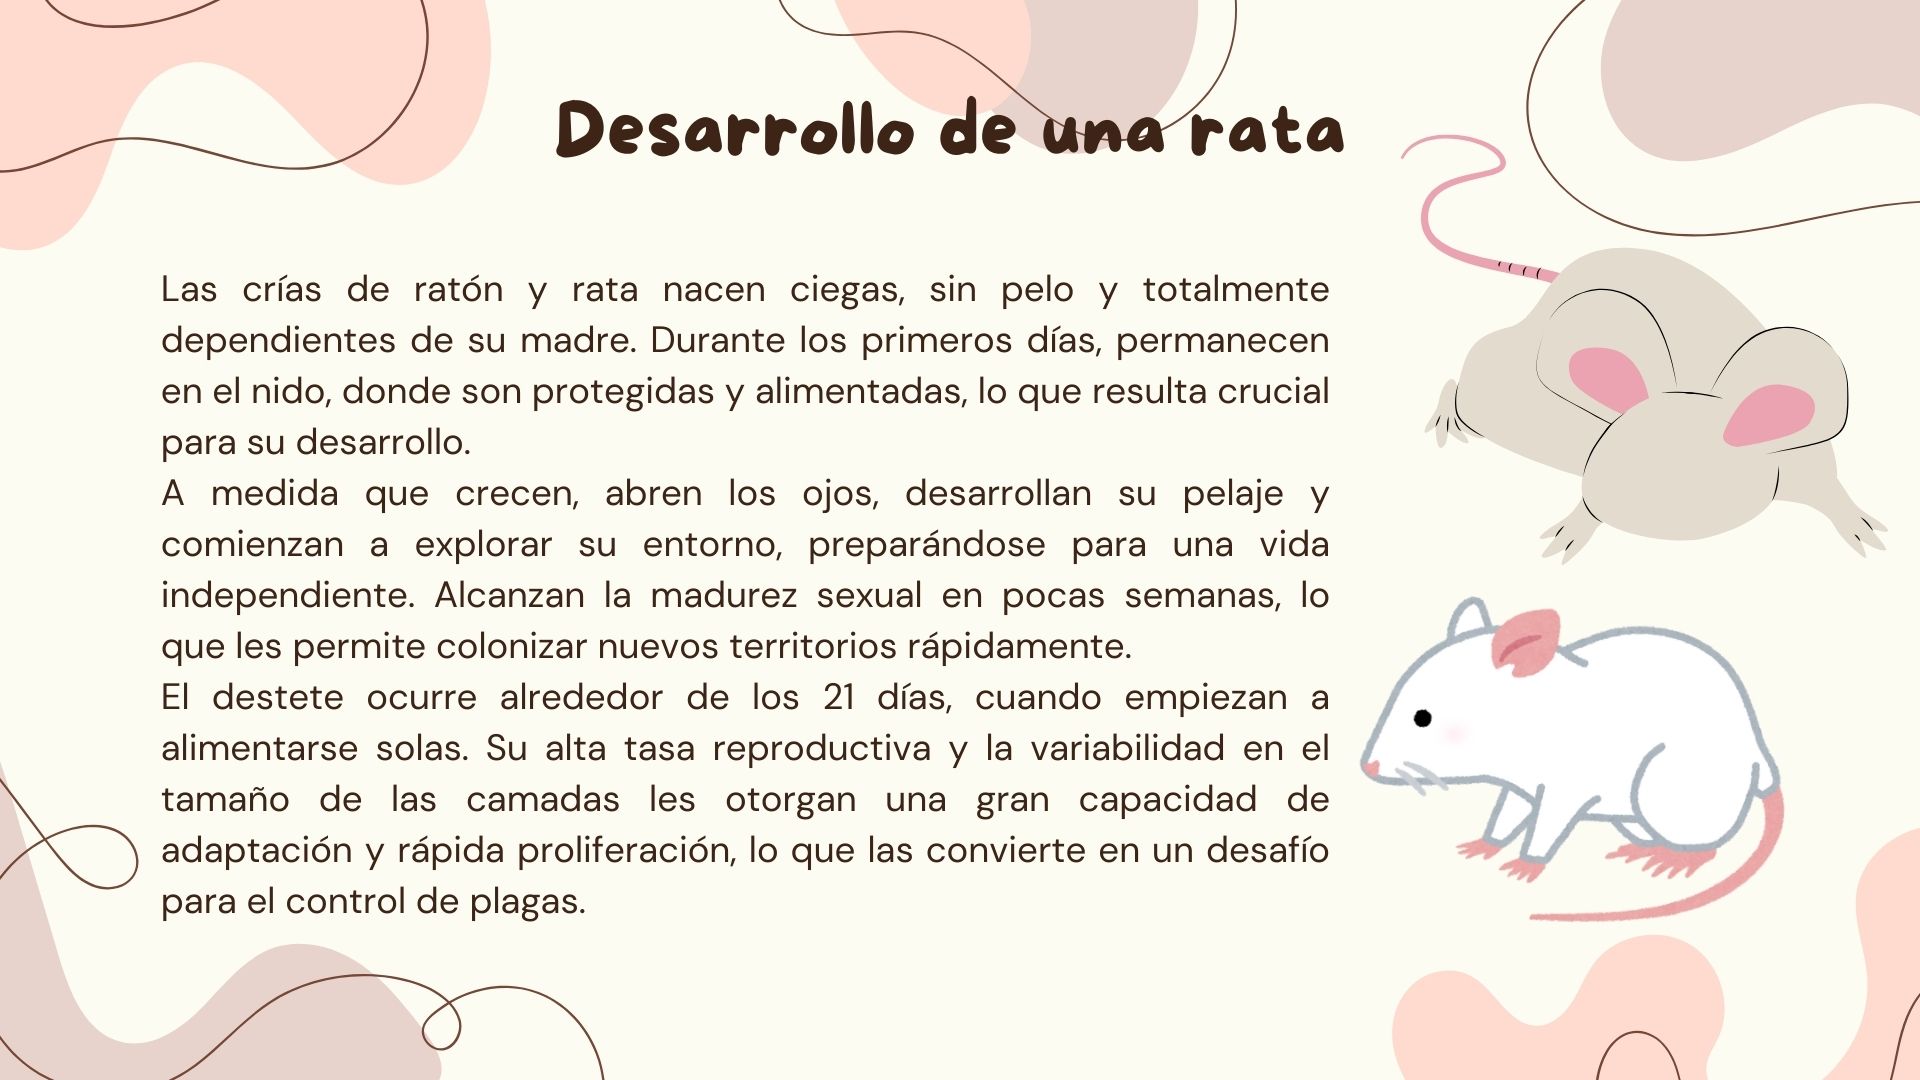 Desarrollo de una rata
Las crías de ratón y rata nacen ciegas, sin pelo y totalmente
dependientes de su madre. Durante los primeros días, permanecen
en el nido, donde son protegidas y alimentadas, lo que resulta crucial
para su desarrollo.
A medida que crecen, abren los ojos, desarrollan su pelaje y
comienzan a explorar su entorno, preparándose para una vida
independiente. Alcanzan la madurez sexual en pocas semanas, lo
que les permite colonizar nuevos territorios rápidamente.
El destete ocurre alrededor de los 21 días, cuando empiezan a
alimentarse solas. Su alta tasa reproductiva y la variabilidad en el
tamaño de las camadas les otorgan una gran capacidad de
adaptación y rápida proliferación, lo que las convierte en un desafío
para el control de plagas.